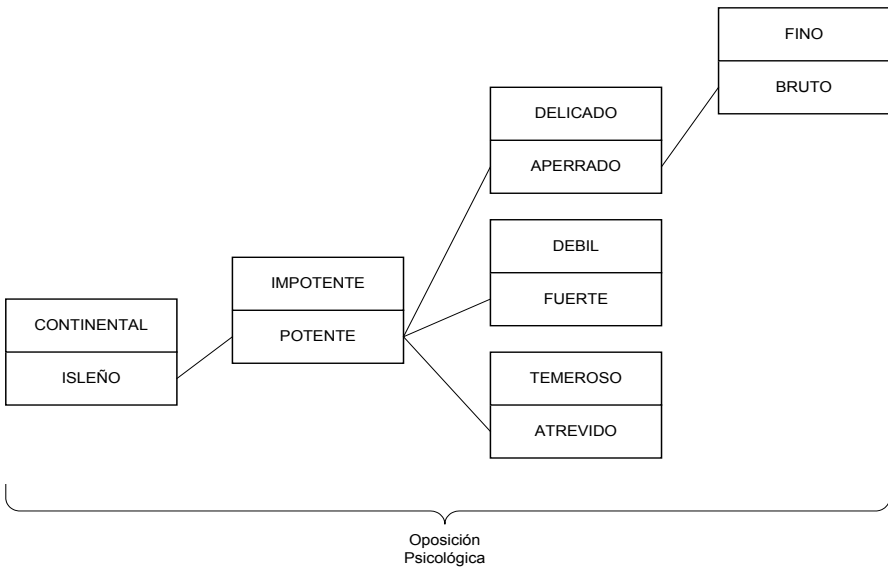 CONTINENTAL
ISLEÑO
IMPOTENTE
POTENTE
DELICADO
APERRADO
DEBIL
FUERTE
TEMEROSO
ATREVIDO
FINO
BRUTO
Oposición
Psicológica